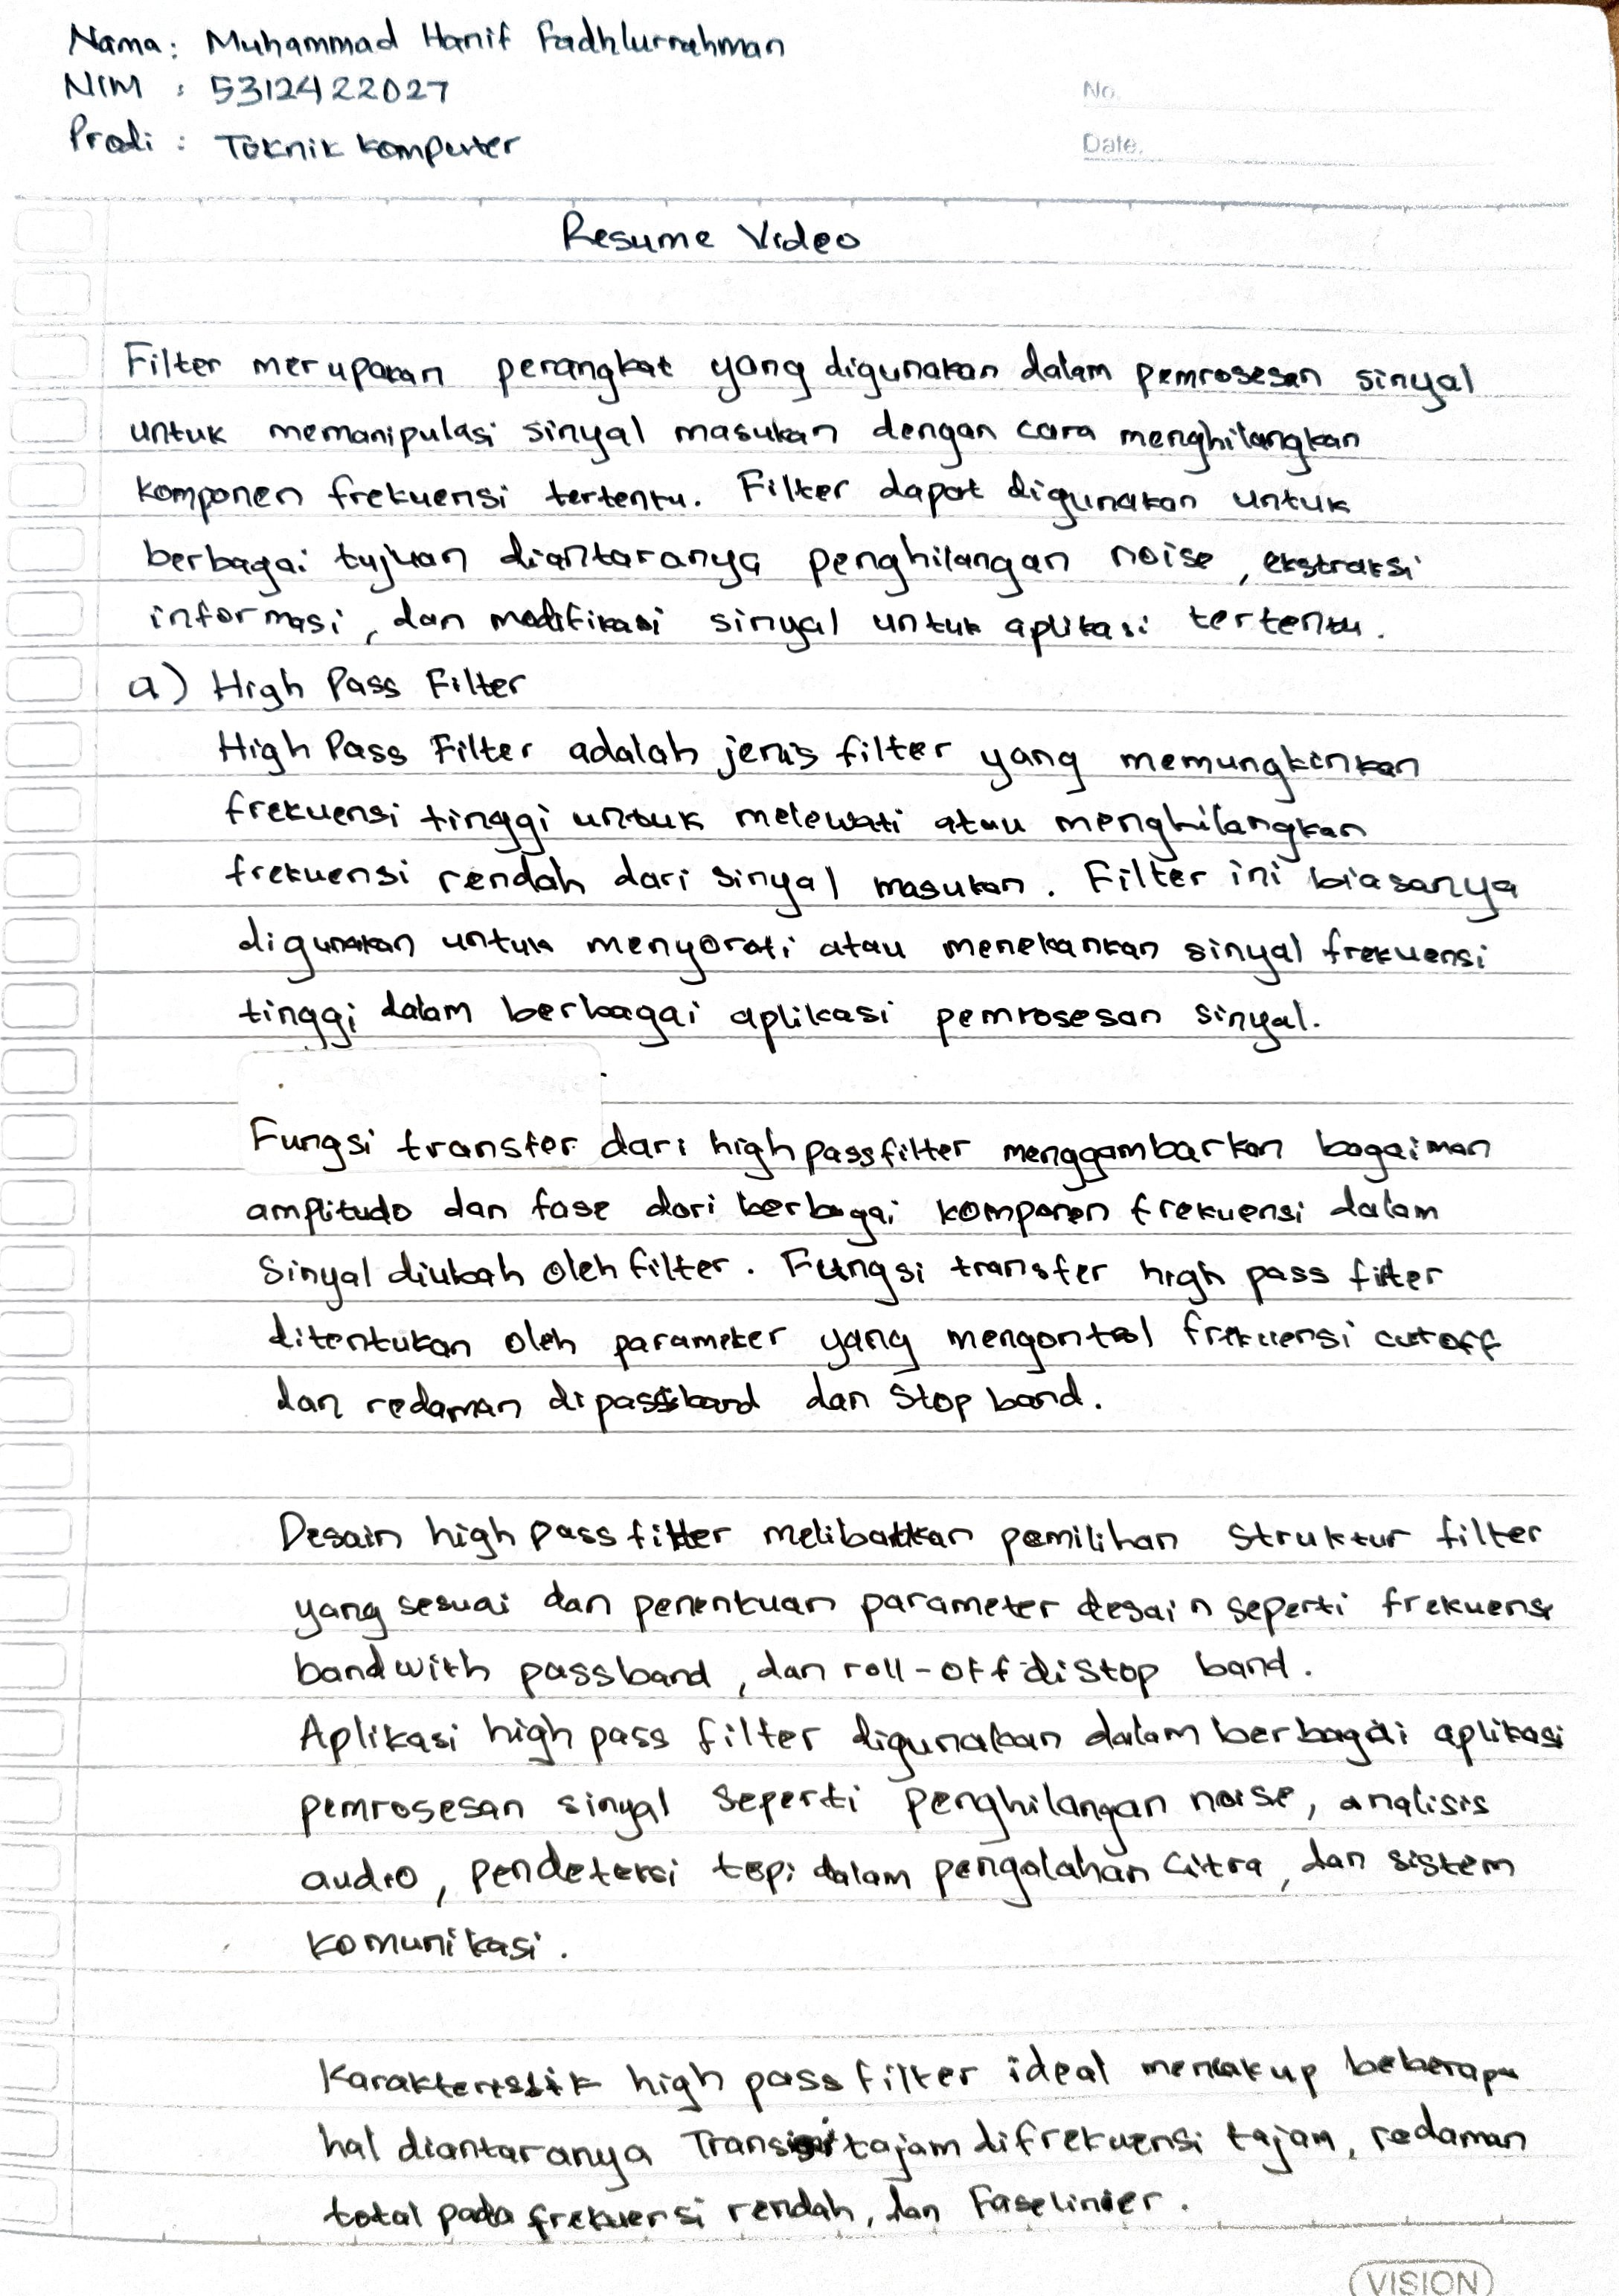 Nama : Muhammad Hanif Fadhlurrahman
NIM : 5312422027
Prodi : Teknik Komputer
No.
Date.
Resume Video
Filter merupakan perangkat yang digunakan dalam pemrosesan sinyal
untuk memanipulasi sinyal masukan dengan cara menghilangkan
komponen frekuensi tertentu. Filter dapat digunakan untuk
berbagai tujuan diantaranya penghilangan noise, ekstraksi
informasi, dan modifikasi sinyal untuk aplikasi tertentu.
a) High Pass Filter
High Pass Filter adalah jenis filter yang memungkinkan
frekuensi tinggi untuk melewati atau menghilangkan
frekuensi rendah dari sinyal masukan. Filter ini biasanya
digunakan untuk menyoroti atau menekankan sinyal frekuensi
tinggi dalam berbagai aplikasi pemrosesan sinyal.
Fungsi transfer dari high pass filter menggambarkan bagaiman
amplitudo dan fase dari berbagai komponen frekuensi dalam
Sinyal diubah oleh filter. Fungsi transfer high pass filter
ditentukan oleh parameter yang mengontrol frekuensi cutoff
dan redaman di passband dan Stop band.
Desain high pass filter melibatkan pemilihan Struktur filter
yang sesuai dan penentuan parameter desain seperti frekuensi
bandwith passband, dan roll-off di Stop band.
Aplikasi high pass filter digunakan dalam berbagai aplikasi
pemrosesan sinyal Seperti penghilangan noise, analisis
audio, pendeteksi tepi dalam pengolahan Citra, dan sistem
komunikasi.
Karakteristik high pass filter ideal mencakup beberapa
hal diantaranya Transisi tajam difrekuensi tajam, redaman
total pada frekuensi rendah, dan Fase linier.
VISION